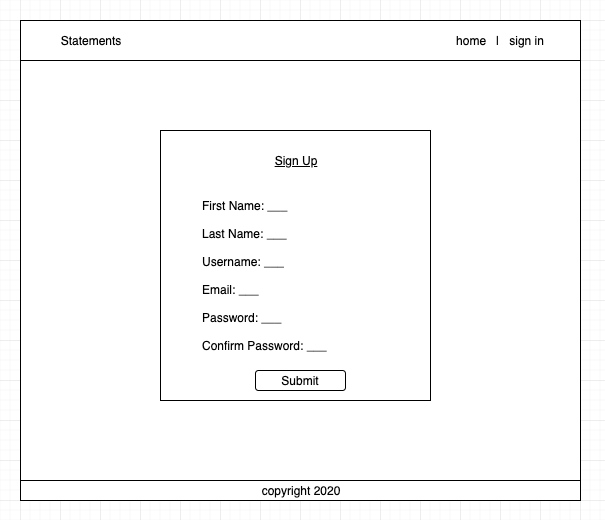 Statements
home | sign in
Sign Up
First Name: ___
Last Name: ___
Username: ___
Email: ___
Password: ___
Confirm Password: ___
Submit
copyright 2020